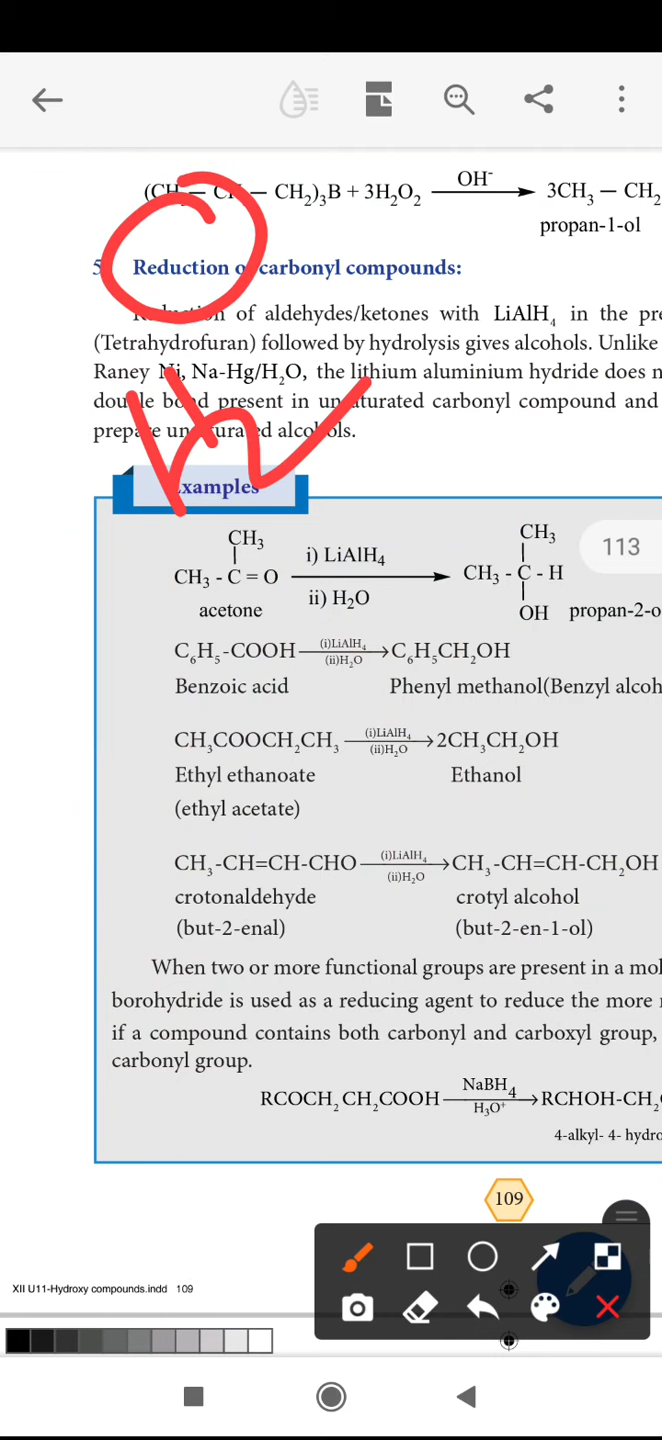 (CH₃ — CH₂ — CH₂)₃B + 3H₂O₂ OH⁻ → 3CH₃ — CH₂
propan-1-ol
5 Reduction of carbonyl compounds:
Reduction of aldehydes/ketones with LiAlH₄ in the pre
(Tetrahydrofuran) followed by hydrolysis gives alcohols. Unlike
Raney Ni, Na-Hg/H₂O, the lithium aluminium hydride does n
double bond present in unsaturated carbonyl compound and
prepare unsaturated alcohols.
Examples
CH₃ CH₃
113
i) LiAlH₄
CH₃ - C = O → CH₃ - C - H
ii) H₂O
acetone OH propan-2-o
C₆H₅-COOH (i)LiAlH₄ (ii)H₂O → C₆H₅CH₂OH
Benzoic acid Phenyl methanol(Benzyl alcoh
CH₃COOCH₂CH₃ (i)LiAlH₄ (ii)H₂O → 2CH₃CH₂OH
Ethyl ethanoate Ethanol
(ethyl acetate)
CH₃-CH=CH-CHO (i)LiAlH₄ (ii)H₂O → CH₃-CH=CH-CH₂OH
crotonaldehyde crotyl alcohol
(but-2-enal) (but-2-en-1-ol)
When two or more functional groups are present in a mol
borohydride is used as a reducing agent to reduce the more
if a compound contains both carbonyl and carboxyl group,
carbonyl group.
RCOCH₂CH₂COOH NaBH₄ H₃O⁺ → RCHOH-CH₂
4-alkyl- 4- hydro
109
XII U11-Hydroxy compounds.indd 109